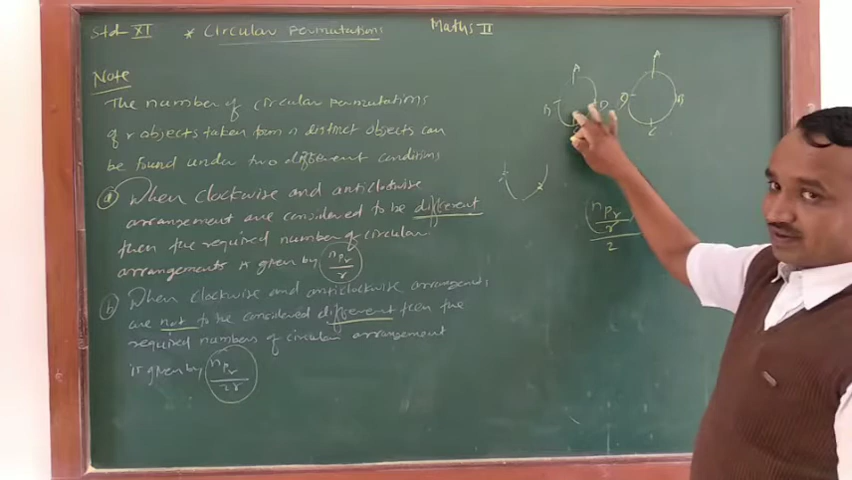 Std XI * Circular Permutations Maths II
Note
The number of circular permutations
of r objects taken from n distinct objects can
be found under two different conditions
(a) When clockwise and anticlockwise
arrangement are considered to be different
then the required number of circular
arrangements is given by nPr/r
(b) When clockwise and anticlockwise arrangement
are not to be considered different then the
required numbers of circular arrangement
is given by nPr/2r
A
B
D
A
D
B
C
nPr/r
2